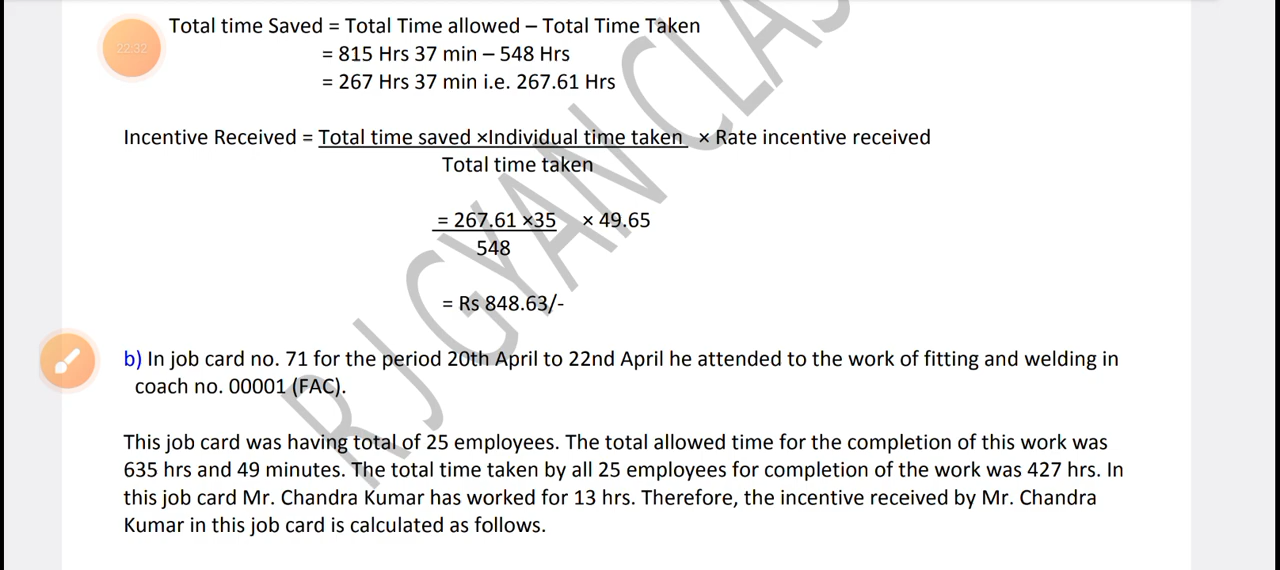 Total time Saved = Total Time allowed – Total Time Taken
22:32
= 815 Hrs 37 min – 548 Hrs
= 267 Hrs 37 min i.e. 267.61 Hrs
Incentive Received = Total time saved ×Individual time taken × Rate incentive received
Total time taken
= 267.61 ×35 × 49.65
548
= Rs 848.63/-
b) In job card no. 71 for the period 20th April to 22nd April he attended to the work of fitting and welding in
coach no. 00001 (FAC).
This job card was having total of 25 employees. The total allowed time for the completion of this work was
635 hrs and 49 minutes. The total time taken by all 25 employees for completion of the work was 427 hrs. In
this job card Mr. Chandra Kumar has worked for 13 hrs. Therefore, the incentive received by Mr. Chandra
Kumar in this job card is calculated as follows.
R J GYAN CLAS